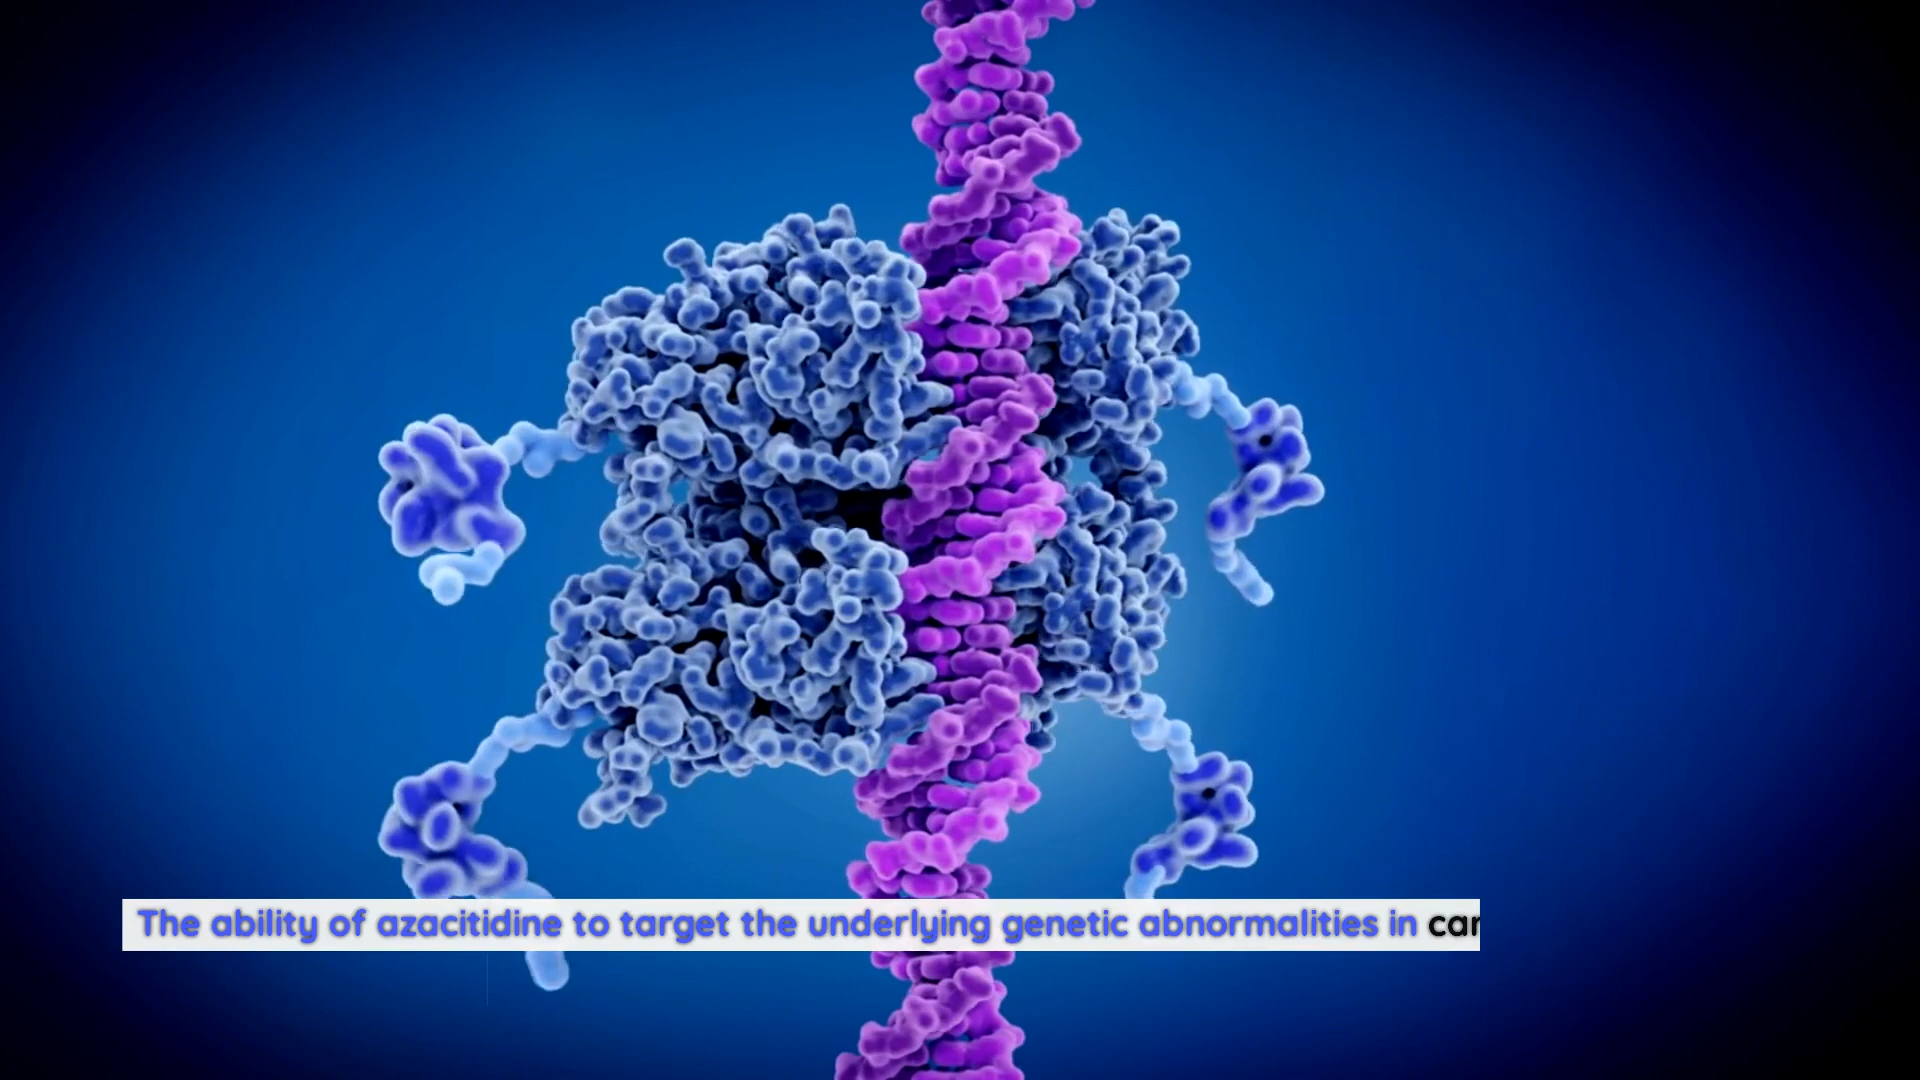 The ability of azacitidine to target the underlying genetic abnormalities in